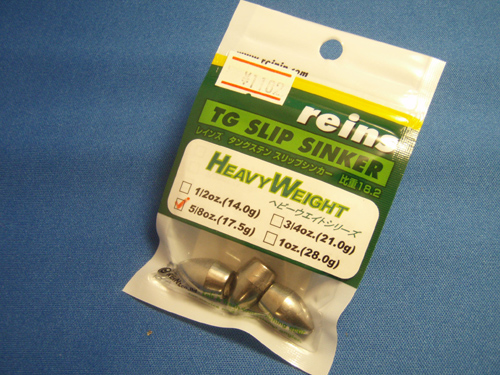 www.reinin.com
reins
TG SLIP SINKER
レインズ タングステン スリップシンカー 比重18.2
HEAVYWEIGHT
ヘビーウエイトシリーズ
1/2oz.(14.0g)
5/8oz.(17.5g)
3/4oz.(21.0g)
1oz.(28.0g)